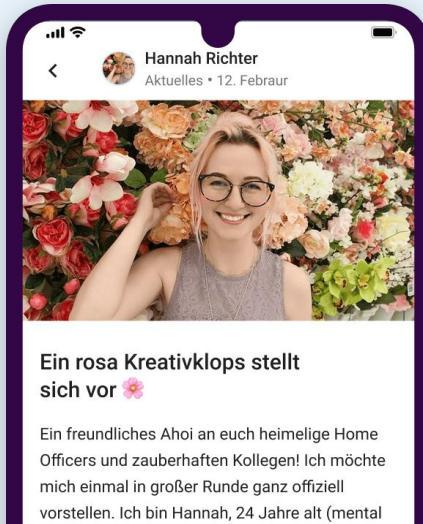 Hannah Richter
Aktuelles • 12. Febraur
Ein rosa Kreativklops stellt
sich vor 🌸
Ein freundliches Ahoi an euch heimelige Home
Officers und zauberhaften Kollegen! Ich möchte
mich einmal in großer Runde ganz offiziell
vorstellen. Ich bin Hannah, 24 Jahre alt (mental